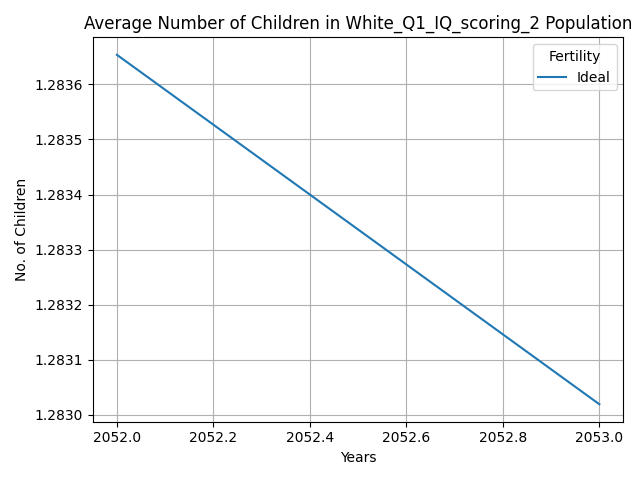 Average Number of Children in White_Q1_IQ_scoring_2 Population
Fertility
Ideal
1.2836
1.2835
1.2834
1.2833
1.2832
1.2831
1.2830
No. of Children
2052.0 2052.2 2052.4 2052.6 2052.8 2053.0
Years